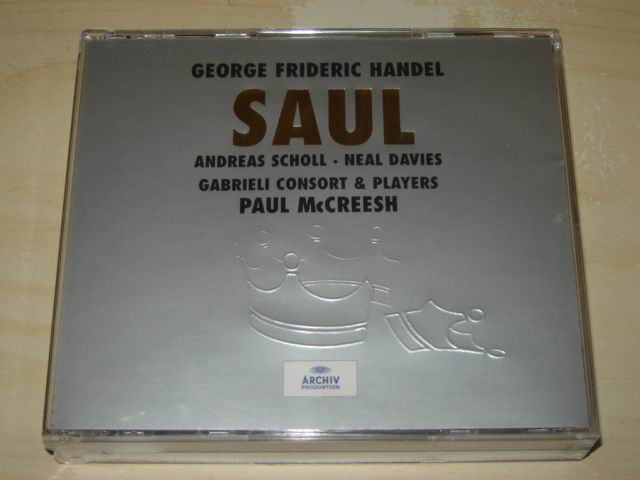 GEORGE FRIDERIC HANDEL
SAUL
ANDREAS SCHOLL · NEAL DAVIES
GABRIELI CONSORT & PLAYERS
PAUL McCREESH
ARCHIV
PRODUKTION